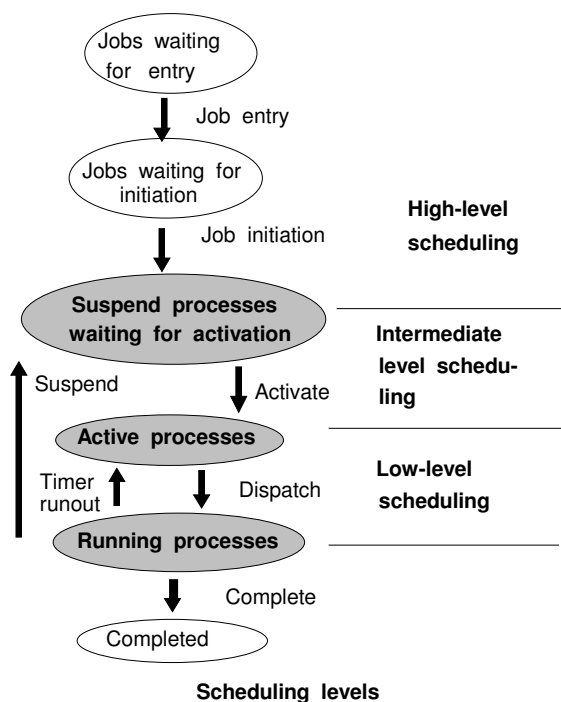 Jobs waiting
for entry
Job entry
Jobs waiting for
initiation
High-level
scheduling
Job initiation
Suspend processes
waiting for activation
Intermediate
level schedu-
ling
Suspend
Activate
Active processes
Low-level
scheduling
Timer
runout
Dispatch
Running processes
Complete
Completed
Scheduling levels